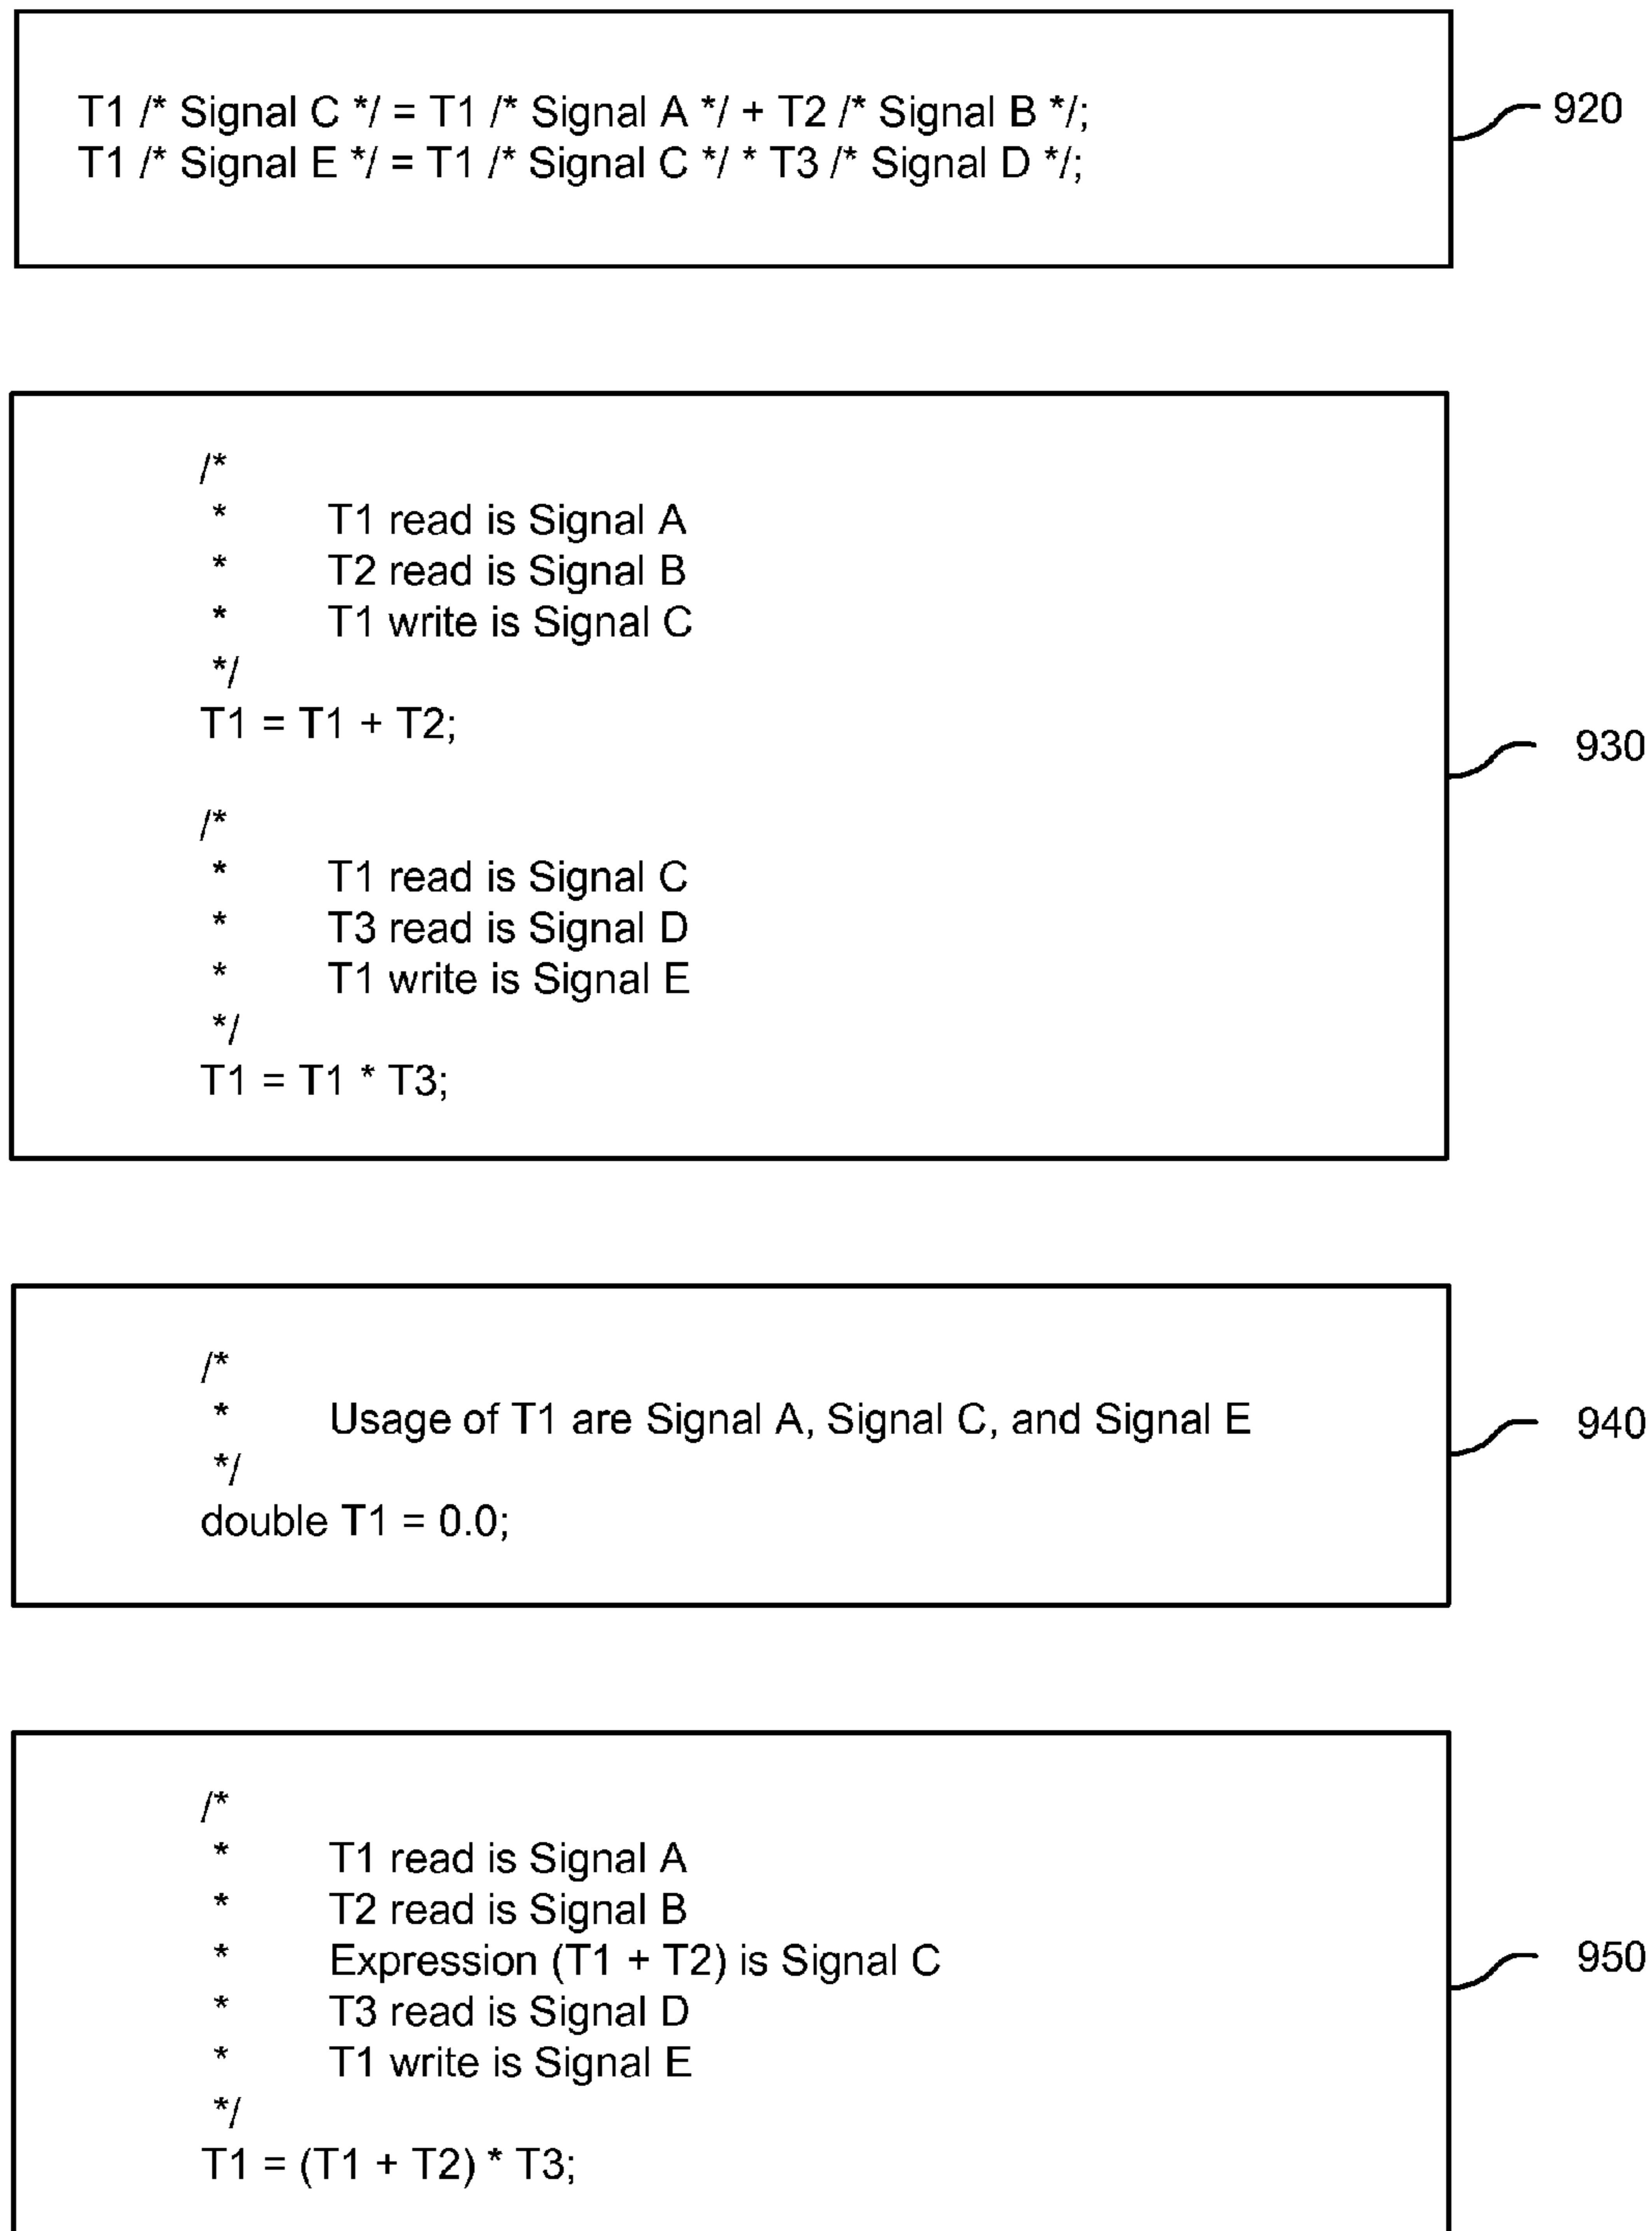 T1 /* Signal C */ = T1 /* Signal A */ + T2 /* Signal B */;
T1 /* Signal E */ = T1 /* Signal C */ * T3 /* Signal D */;
920
/*
* T1 read is Signal A
* T2 read is Signal B
* T1 write is Signal C
*/
T1 = T1 + T2;
/*
* T1 read is Signal C
* T3 read is Signal D
* T1 write is Signal E
*/
T1 = T1 * T3;
930
/*
* Usage of T1 are Signal A, Signal C, and Signal E
*/
double T1 = 0.0;
940
/*
* T1 read is Signal A
* T2 read is Signal B
* Expression (T1 + T2) is Signal C
* T3 read is Signal D
* T1 write is Signal E
*/
T1 = (T1 + T2) * T3;
950